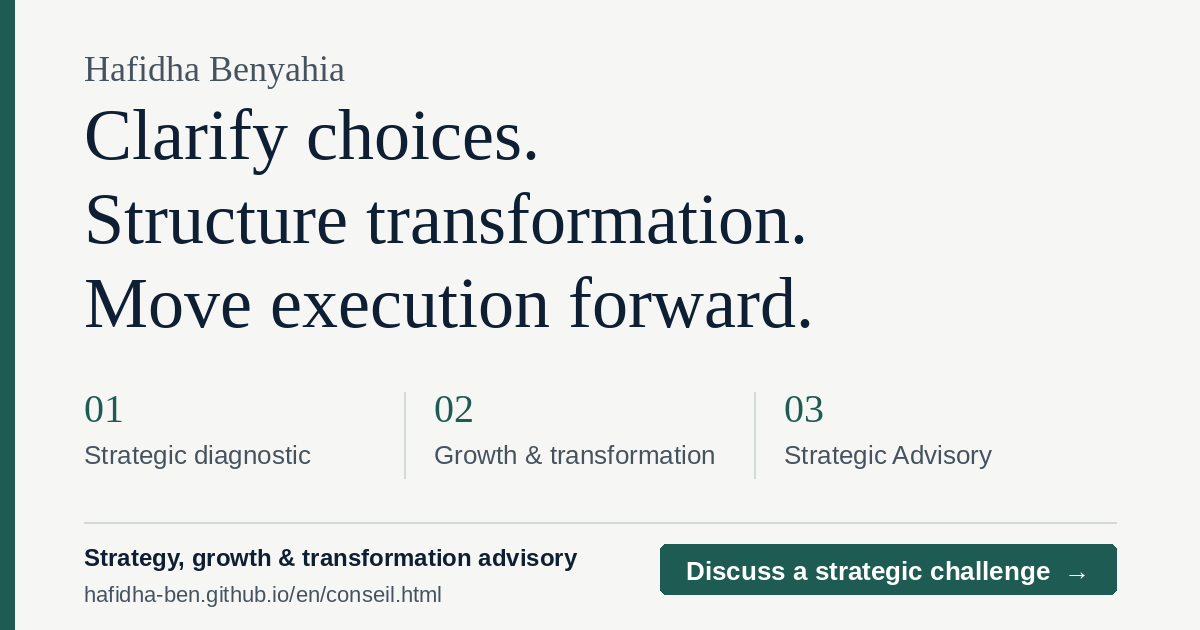 Hafidha Benyahia
Clarify choices.
Structure transformation.
Move execution forward.
01
Strategic diagnostic
02
Growth & transformation
03
Strategic Advisory
Strategy, growth & transformation advisory
hafidha-ben.github.io/en/conseil.html
Discuss a strategic challenge →